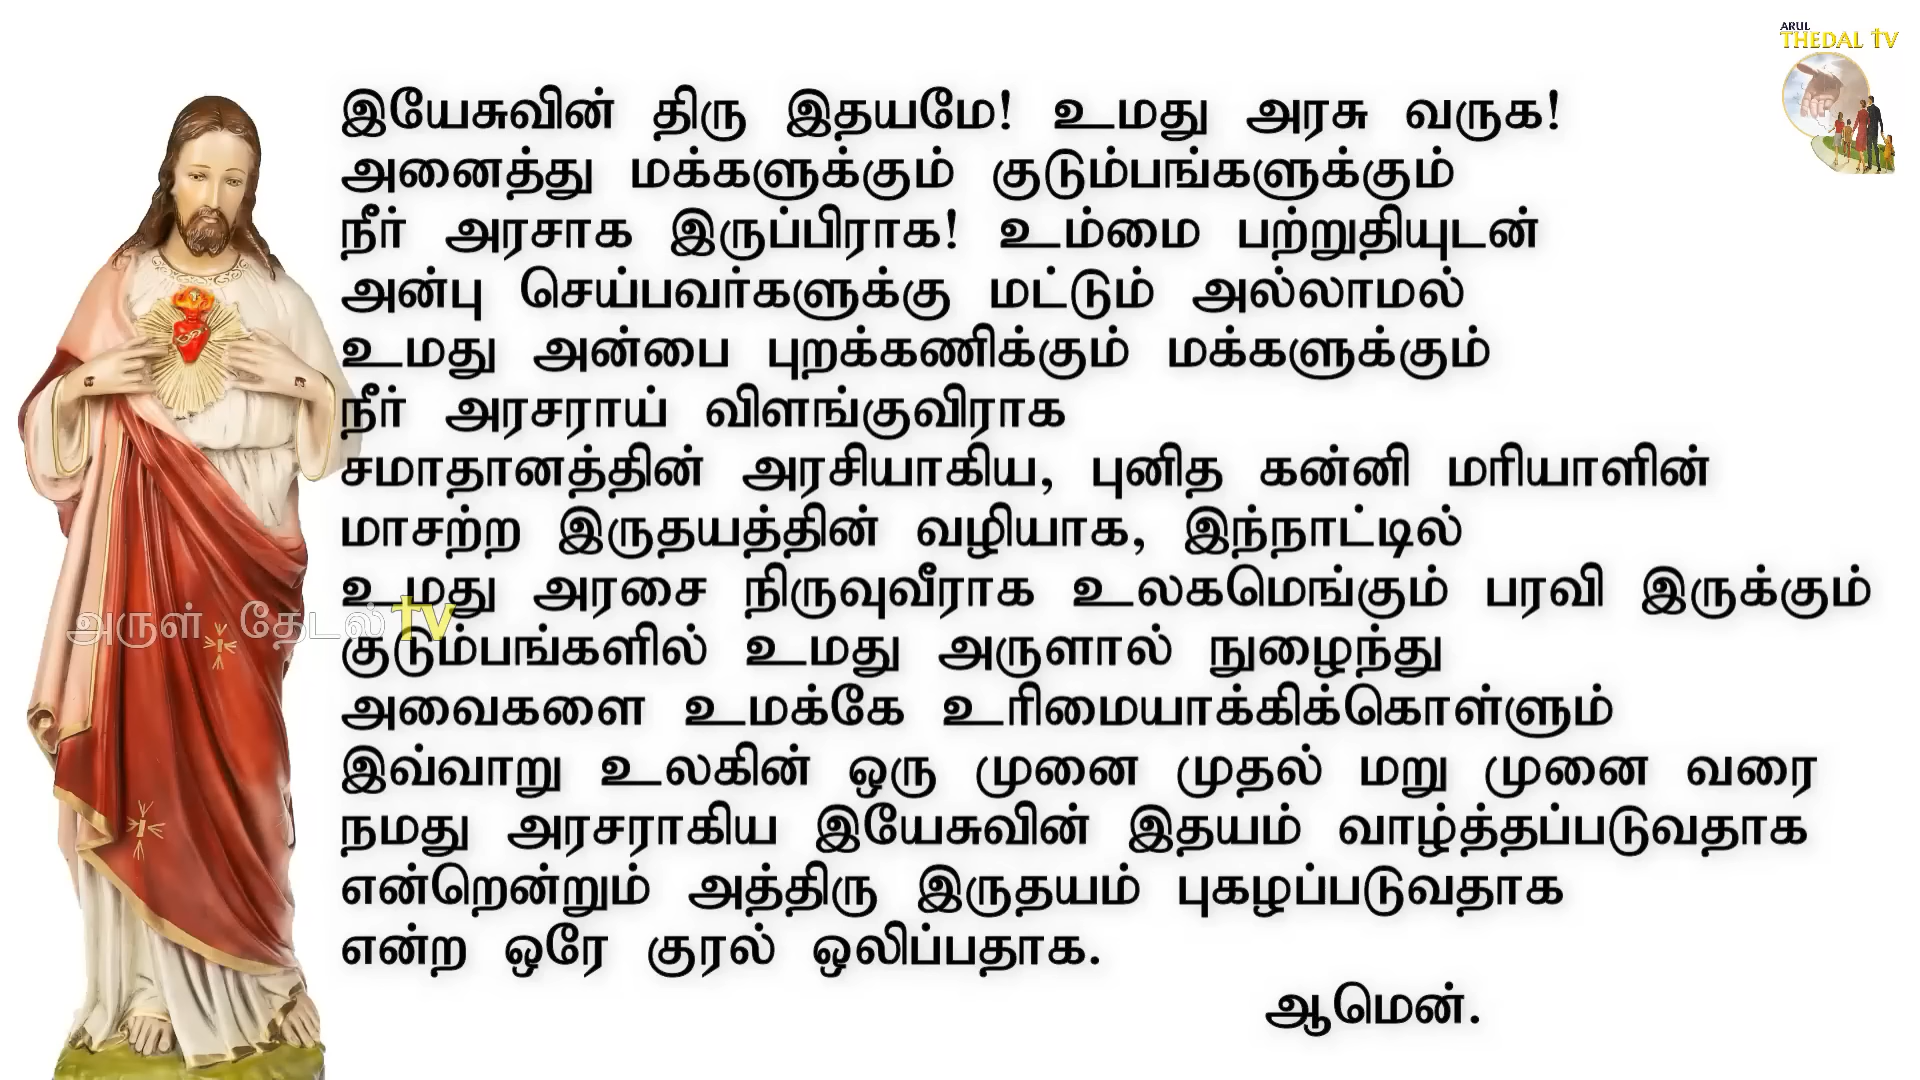 ARUL
THEDAL TV
இயேசுவின் திரு இதயமே! உமது அரசு வருக!
அனைத்து மக்களுக்கும் குடும்பங்களுக்கும்
நீர் அரசாக இருப்பிராக! உம்மை பற்றுதியுடன்
அன்பு செய்பவர்களுக்கு மட்டும் அல்லாமல்
உமது அன்பை புறக்கணிக்கும் மக்களுக்கும்
நீர் அரசராய் விளங்குவிராக
சமாதானத்தின் அரசியாகிய, புனித கன்னி மரியாளின்
மாசற்ற இருதயத்தின் வழியாக, இந்நாட்டில்
உமது அரசை நிருவுவீராக உலகமெங்கும் பரவி இருக்கும்
அருள் தேடல் tv
குடும்பங்களில் உமது அருளால் நுழைந்து
அவைகளை உமக்கே உரிமையாக்கிக்கொள்ளும்
இவ்வாறு உலகின் ஒரு முனை முதல் மறு முனை வரை
நமது அரசராகிய இயேசுவின் இதயம் வாழ்த்தப்படுவதாக
என்றென்றும் அத்திரு இருதயம் புகழப்படுவதாக
என்ற ஒரே குரல் ஒலிப்பதாக.
ஆமென்.